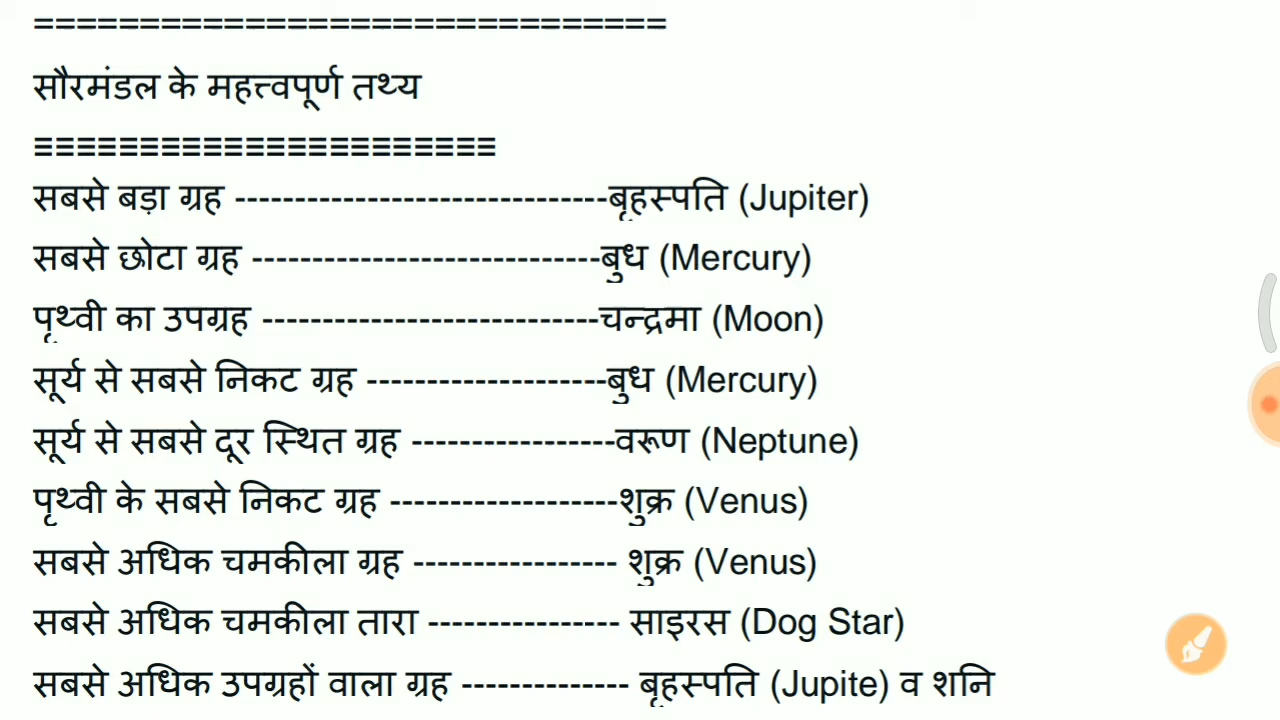 ==============================
सौरमंडल के महत्त्वपूर्ण तथ्य
≡≡≡≡≡≡≡≡≡≡≡≡≡≡≡≡≡≡≡≡≡≡
सबसे बड़ा ग्रह -------------------------------बृहस्पति (Jupiter)
सबसे छोटा ग्रह -----------------------------बुध (Mercury)
पृथ्वी का उपग्रह ----------------------------चन्द्रमा (Moon)
सूर्य से सबसे निकट ग्रह --------------------बुध (Mercury)
सूर्य से सबसे दूर स्थित ग्रह -----------------वरूण (Neptune)
पृथ्वी के सबसे निकट ग्रह -------------------शुक्र (Venus)
सबसे अधिक चमकीला ग्रह ----------------- शुक्र (Venus)
सबसे अधिक चमकीला तारा ---------------- साइरस (Dog Star)
सबसे अधिक उपग्रहों वाला ग्रह -------------- बृहस्पति (Jupite) व शनि